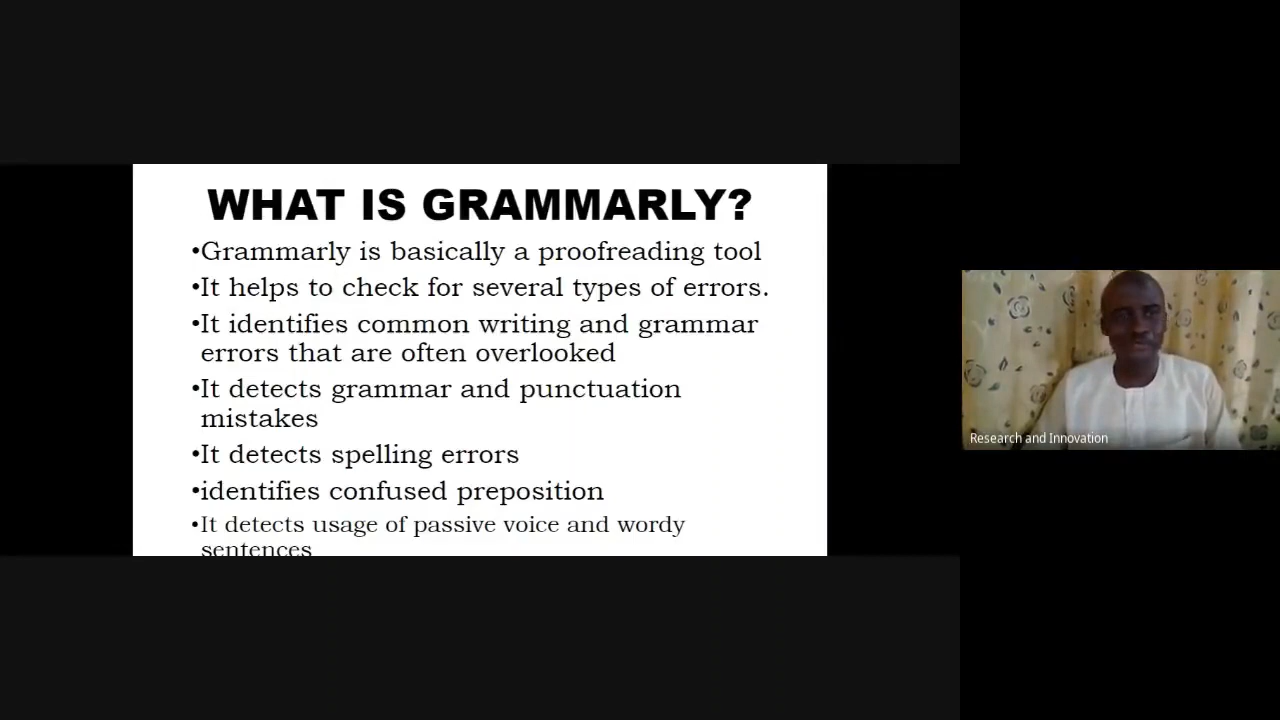 WHAT IS GRAMMARLY?
•Grammarly is basically a proofreading tool
•It helps to check for several types of errors.
•It identifies common writing and grammar
errors that are often overlooked
•It detects grammar and punctuation
mistakes
•It detects spelling errors
•identifies confused preposition
•It detects usage of passive voice and wordy
sentences
Research and Innovation